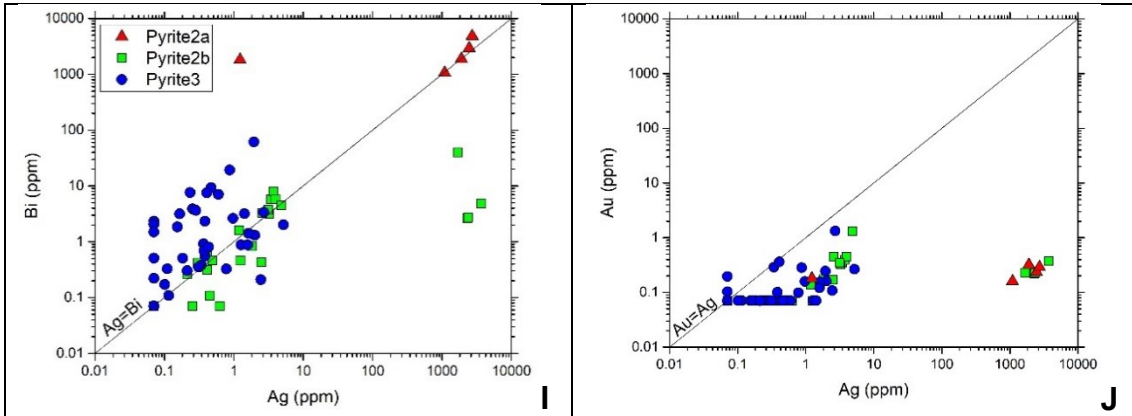 10000
1000
100
10
1
0.1
0.01
Bi (ppm)
Pyrite2a
Pyrite2b
Pyrite3
Ag=Bi
0.01 0.1 1 10 100 1000 10000
Ag (ppm)
I
10000
1000
100
10
1
0.1
0.01
Au (ppm)
Au=Ag
0.01 0.1 1 10 100 1000 10000
Ag (ppm)
J